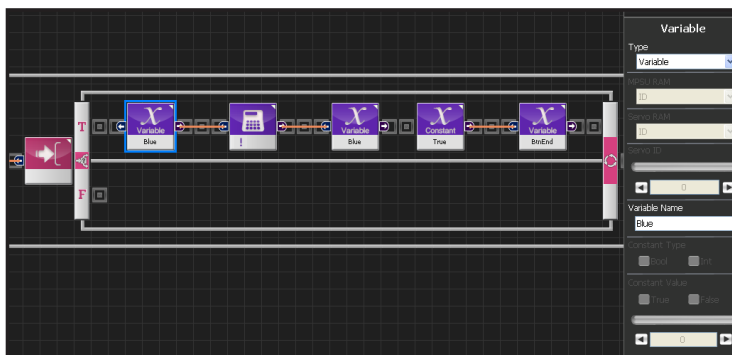 Variable
Type
Variable
MPSU RAM
ID
Servo RAM
ID
Servo ID
0
Variable Name
Blue
Constant Type
Bool Int
Constant Value
True False
0
T
F
X
Variable
Blue
!
X
Variable
Blue
X
Constant
True
X
Variable
BtnEnd